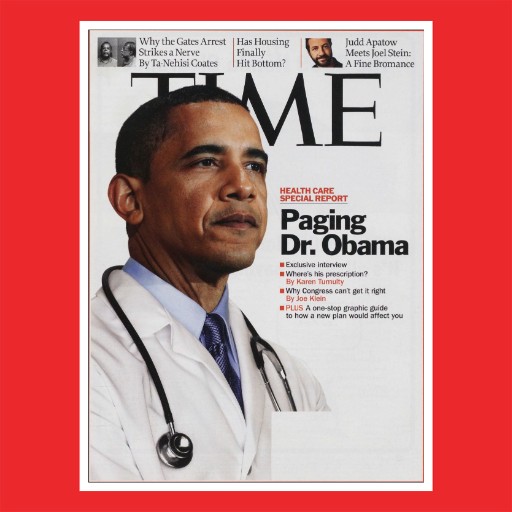 Why the Gates Arrest
Strikes a Nerve
By Ta-Nehisi Coates
Has Housing
Finally
Hit Bottom?
Judd Apatow
Meets Joel Stein:
A Fine Bromance
TIME
HEALTH CARE
SPECIAL REPORT
Paging
Dr. Obama
Exclusive interview
Where's his prescription?
By Karen Tumulty
Why Congress can't get it right
By Joe Klein
PLUS A one-stop graphic guide
to how a new plan would affect you